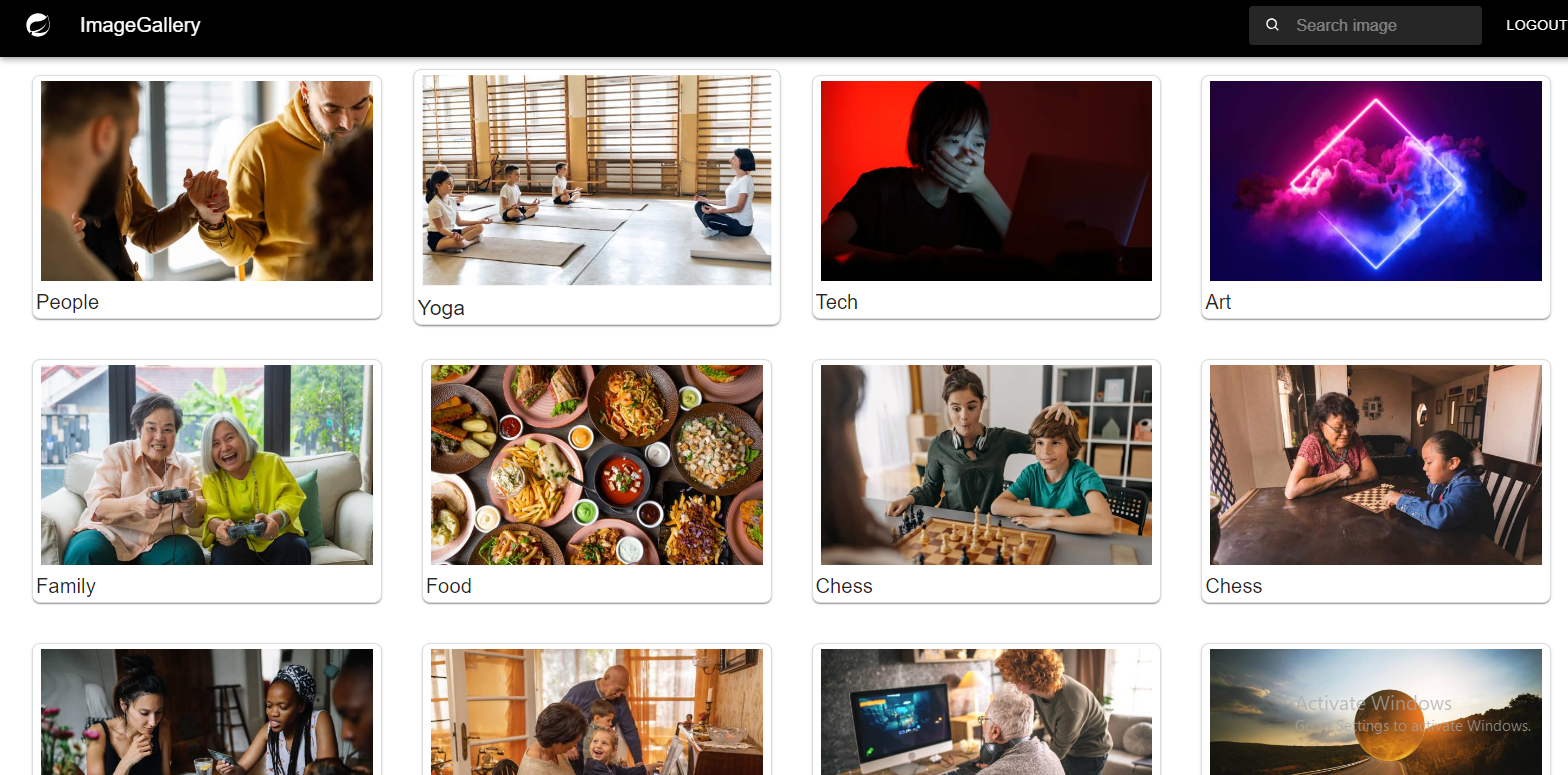 ImageGallery
Search image
LOGOUT
People
Yoga
Tech
Art
Family
Food
Chess
Chess
Activate Windows
Go to Settings to activate Windows.